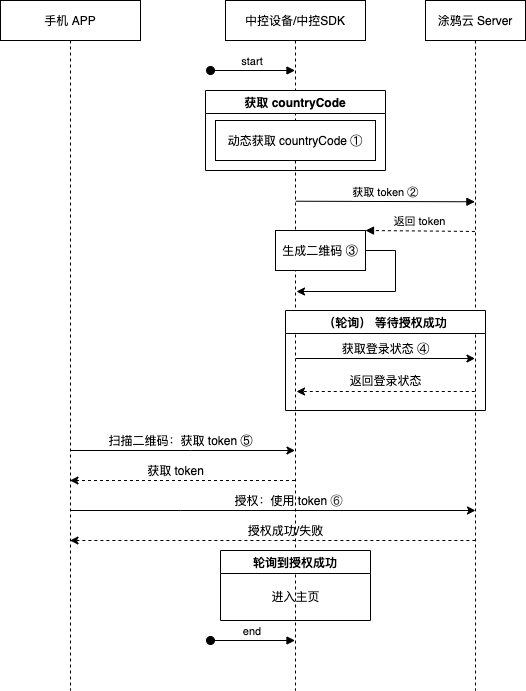 手机 APP
中控设备/中控SDK
涂鸦云 Server
start
获取 countryCode
动态获取 countryCode ①
获取 token ②
返回 token
生成二维码 ③
（轮询） 等待授权成功
获取登录状态 ④
返回登录状态
扫描二维码：获取 token ⑤
获取 token
授权：使用 token ⑥
授权成功/失败
轮询到授权成功
进入主页
end